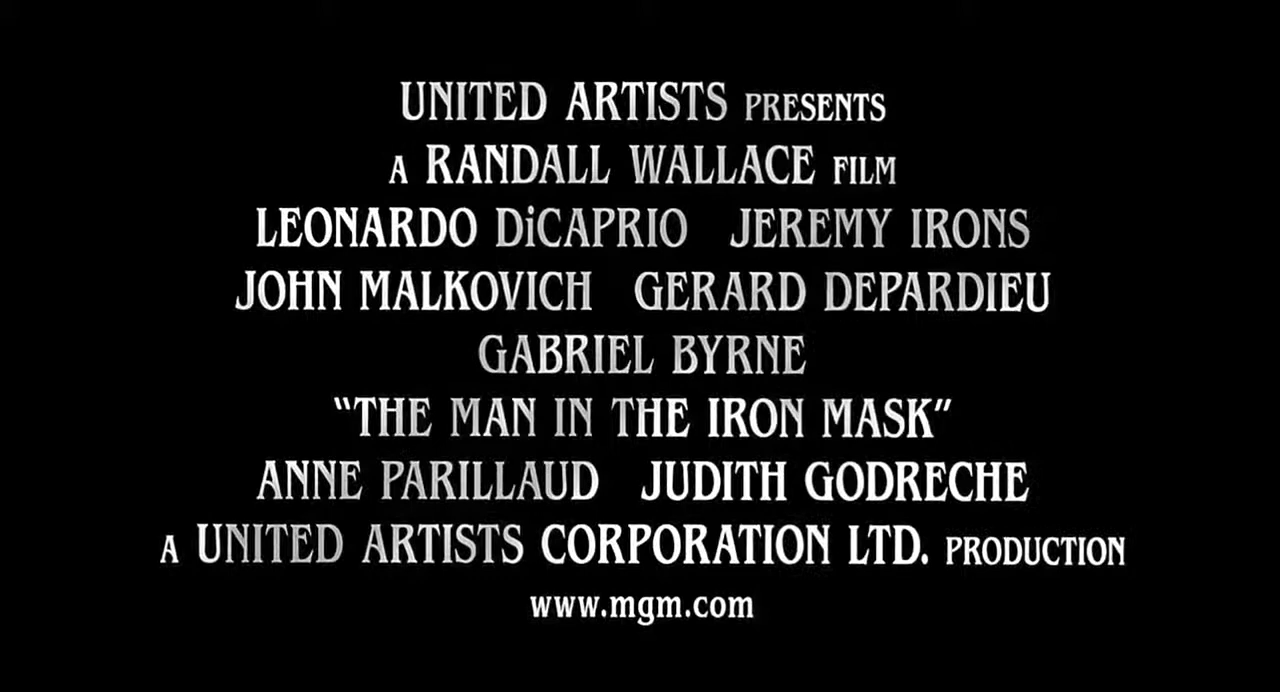 UNITED ARTISTS PRESENTS
A RANDALL WALLACE FILM
LEONARDO DiCAPRIO JEREMY IRONS
JOHN MALKOVICH GERARD DEPARDIEU
GABRIEL BYRNE
“THE MAN IN THE IRON MASK”
ANNE PARILLAUD JUDITH GODRECHE
A UNITED ARTISTS CORPORATION LTD. PRODUCTION
www.mgm.com